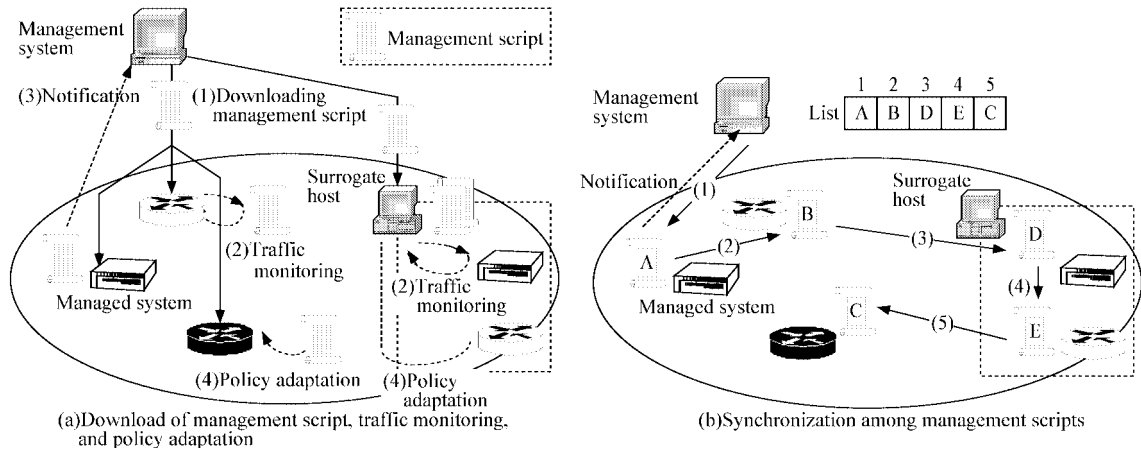 Management
system
Management script
(3)Notification
(1)Downloading
management script
Surrogate
host
(2)Traffic
monitoring
(2)Traffic
monitoring
Managed system
(4)Policy adaptation
(4)Policy
adaptation
(a)Download of management script, traffic monitoring,
and policy adaptation
1 2 3 4 5
Management
system
List A B D E C
Notification
(1)
Surrogate
host
B
D
(2)
(3)
A
(4)
Managed system
C
(5)
E
(b)Synchronization among management scripts